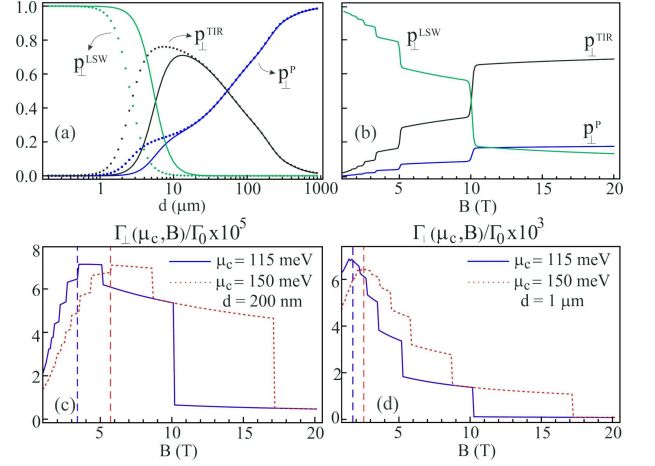 1.0
0.8
0.6
0.4
0.2
0.0
p⊥^LSW
p⊥^TIR
p⊥^P
(a)
1 10 100 1000
d (μm)
p⊥^LSW
p⊥^TIR
p⊥^P
(b)
5 10 15 20
B (T)
Γ⊥(μc,B)/Γ0x10^5
8
6
4
2
0
μc = 115 meV
μc = 150 meV
d = 200 nm
(c)
5 10 15 20
B (T)
Γ⊥(μc,B)/Γ0x10^3
6
4
2
0
μc = 115 meV
μc = 150 meV
d = 1 μm
(d)
5 10 15 20
B (T)